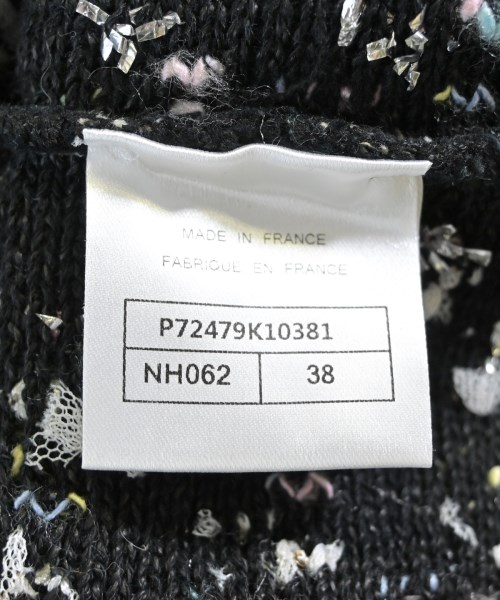 MADE IN FRANCE
FABRIQUE EN FRANCE
P72479K10381
NH062 38